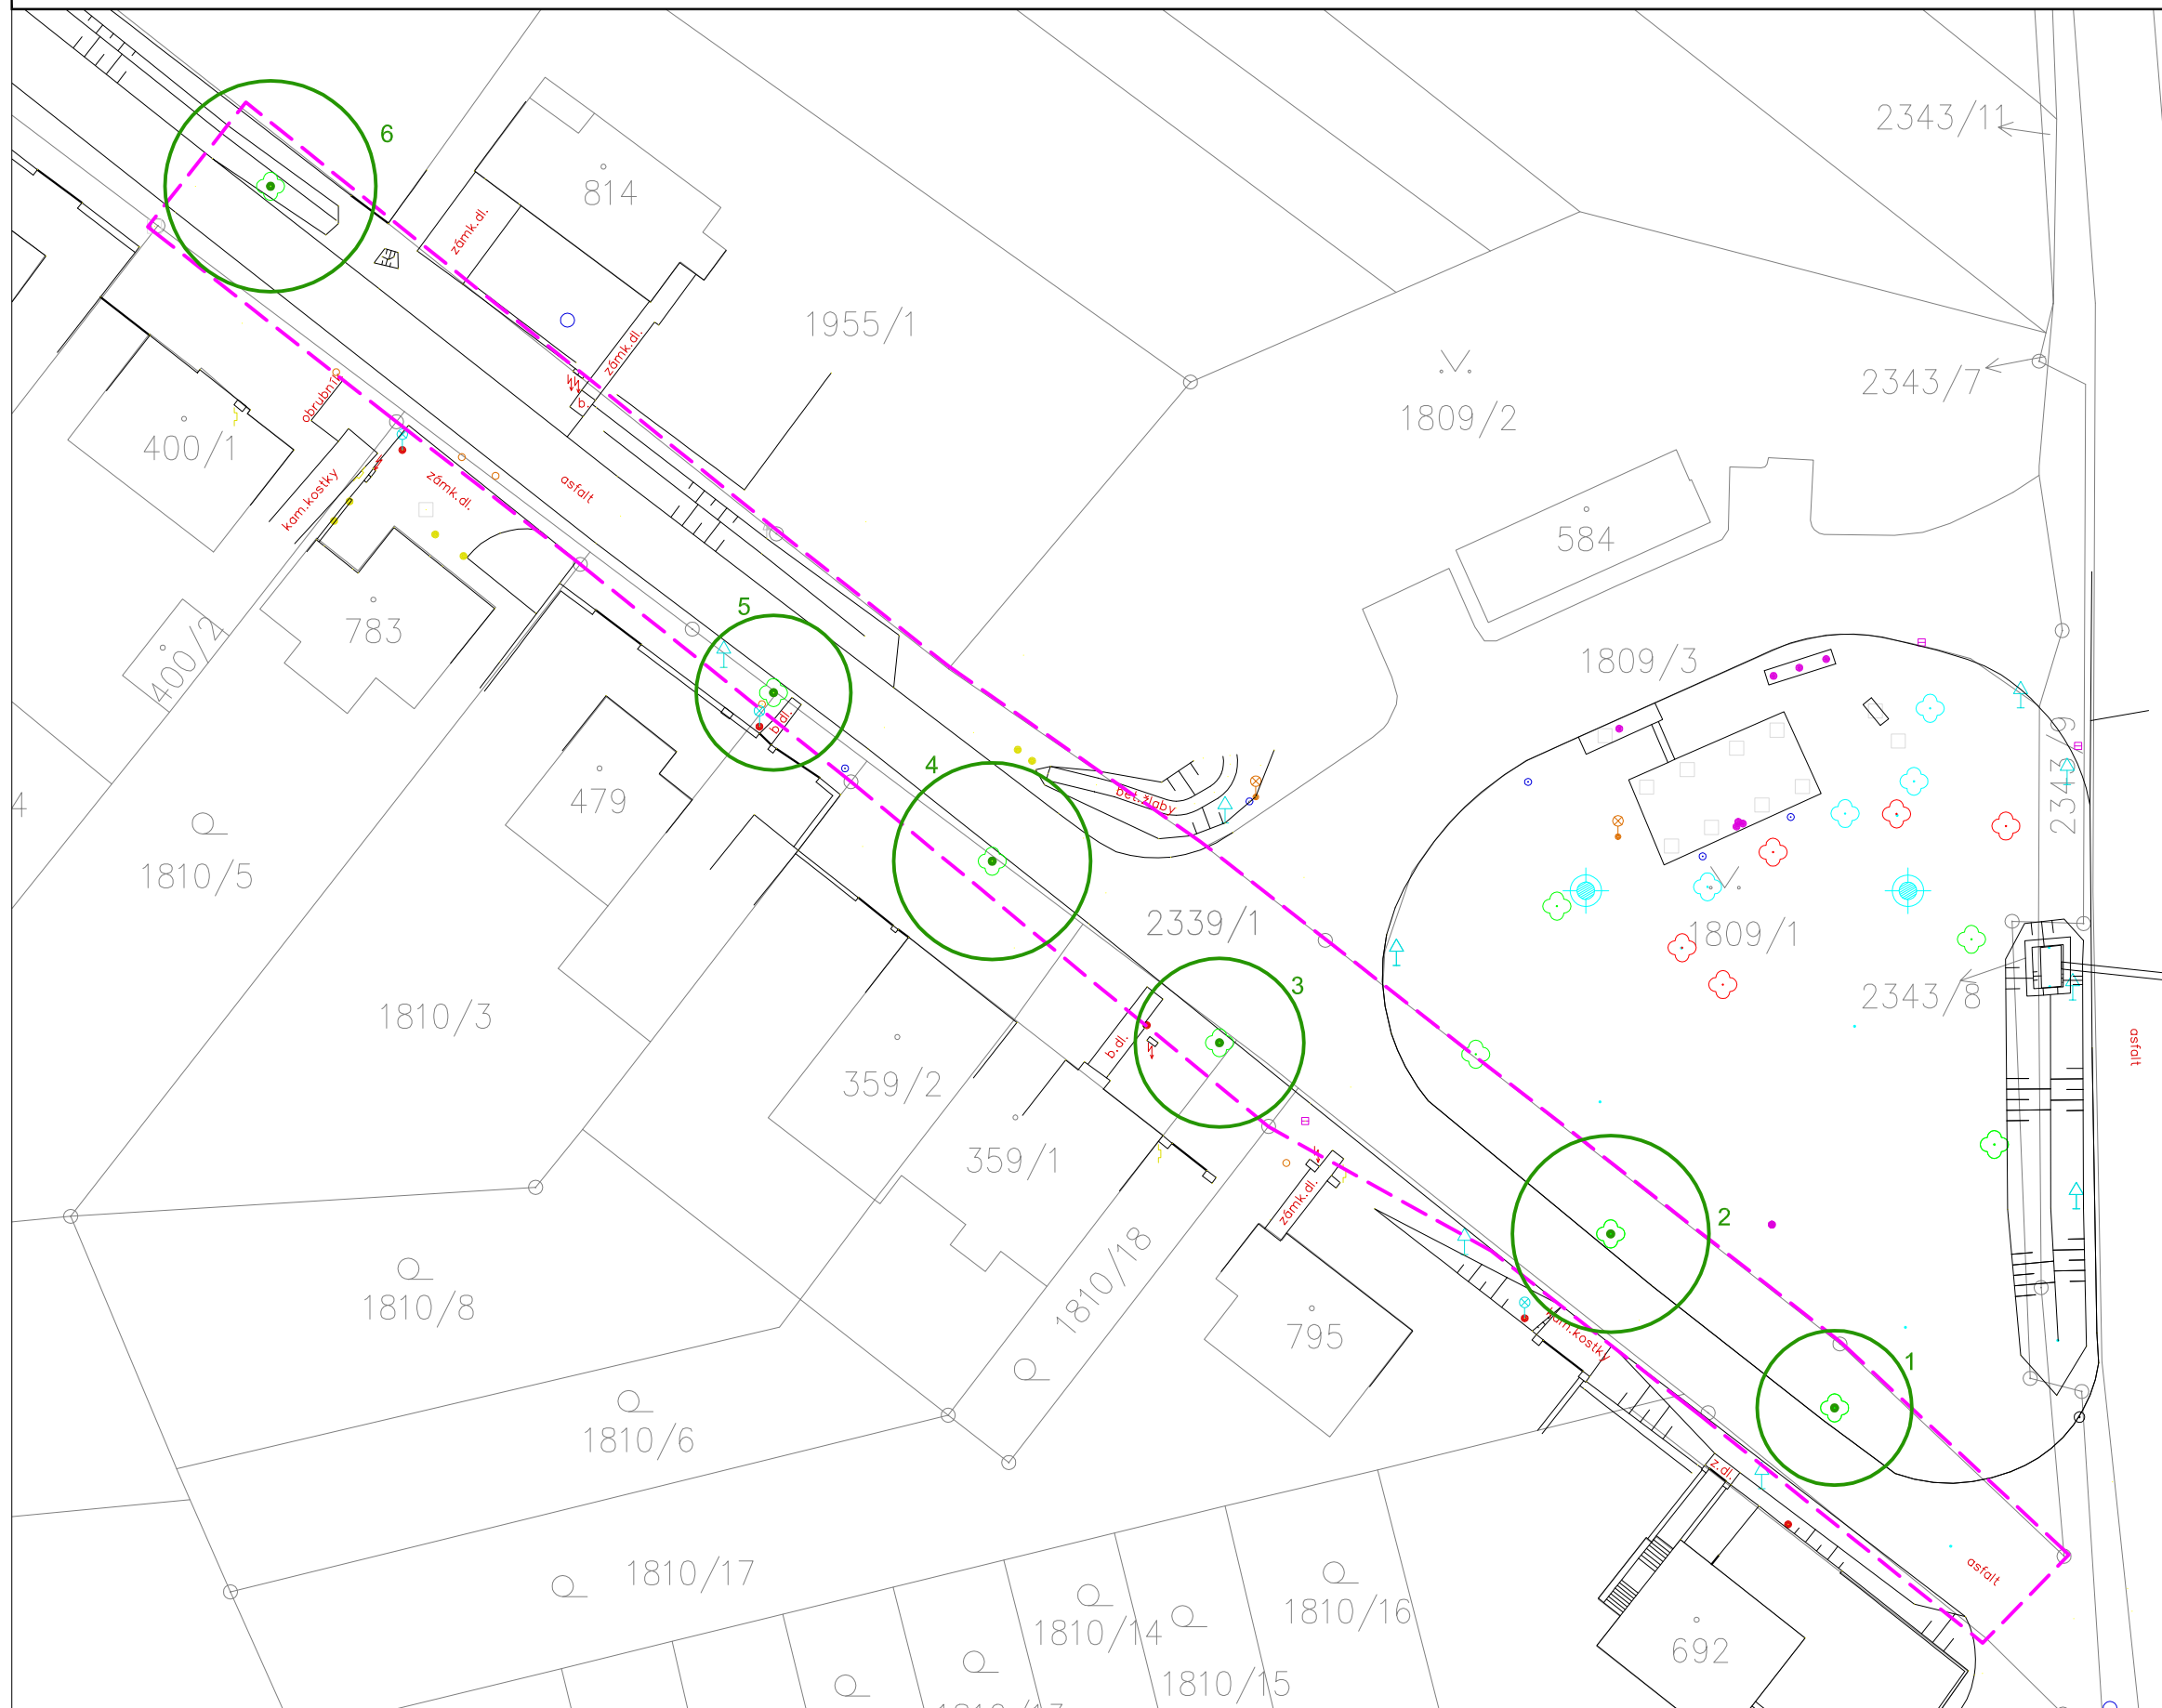 2343/11
6
814
zámk.dl.
1955/1
zámk.dl.
2343/7
b.
1809/2
400/1
kam.kostky
zámk.dl.
asfalt
584
5
783
400/2
1809/3
2343/9
b.dl.
4
479
bet.žlaby
4
1810/5
2339/1
1809/1
3
2343/8
1810/3
b.dl.
asfalt
359/2
359/1
2
zámk.dl.
1810/18
1810/8
795
kam.kostky
1
1810/6
z.dl.
1810/17
asfalt
1810/14
1810/16
692
1810/15